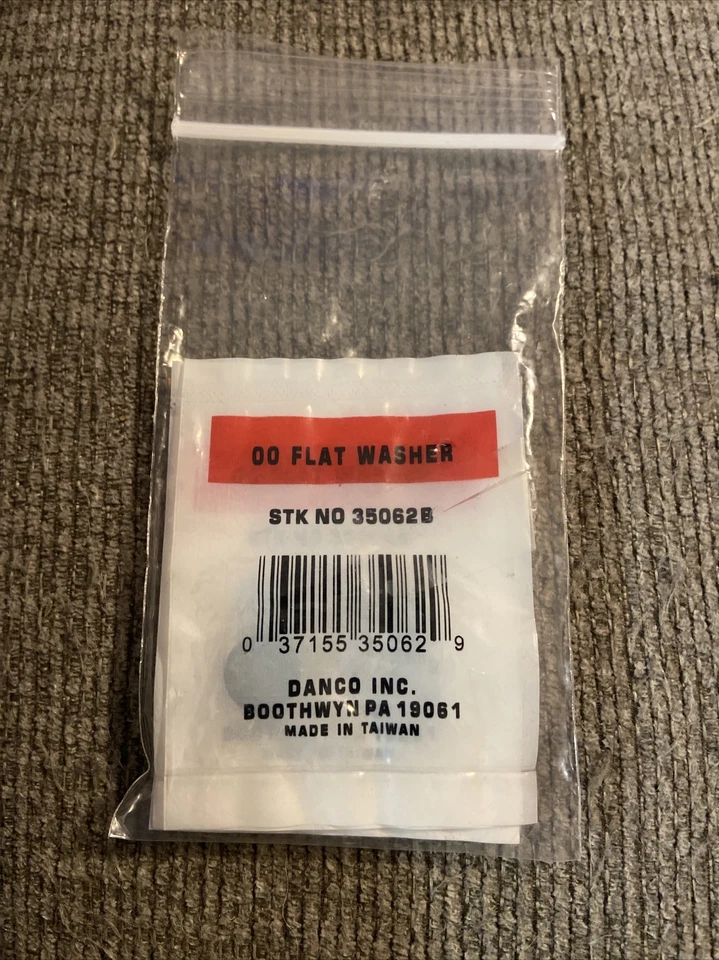 00 FLAT WASHER
STK NO 35062B
0 37155 35062 9
DANCO INC.
BOOTHWYN PA 19061
MADE IN TAIWAN